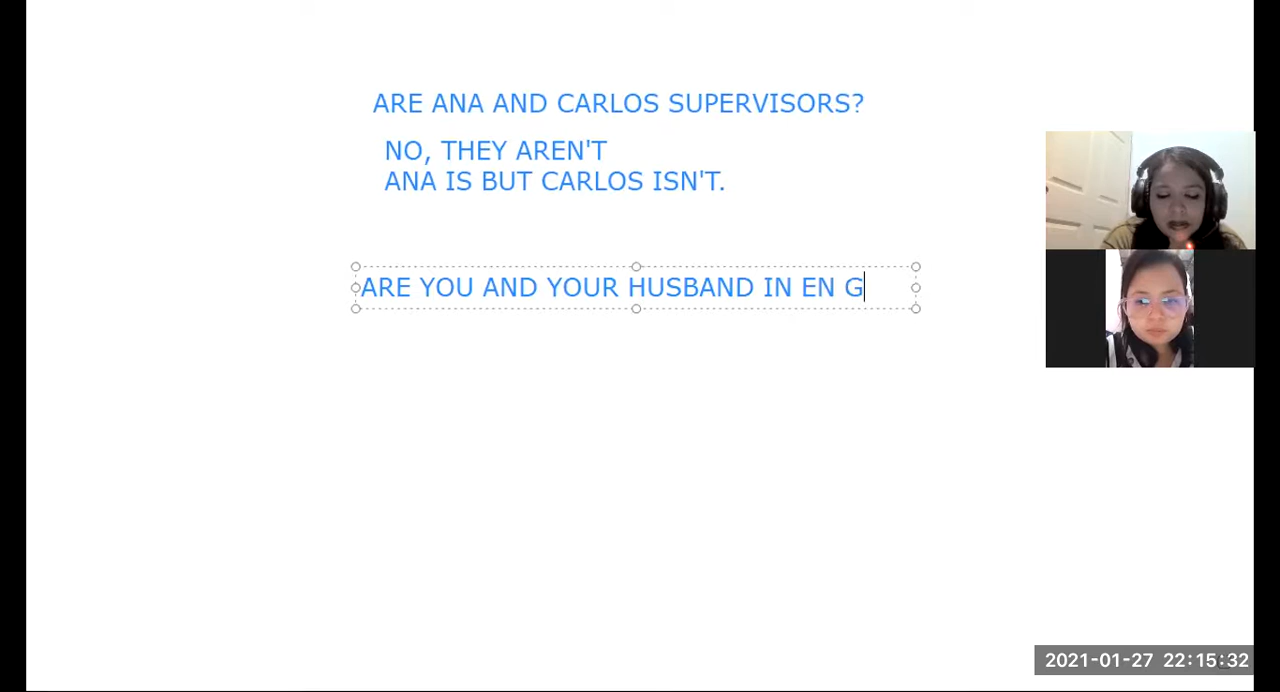 ARE ANA AND CARLOS SUPERVISORS?
NO, THEY AREN'T
ANA IS BUT CARLOS ISN'T.
ARE YOU AND YOUR HUSBAND IN EN G
2021-01-27 22:15:32